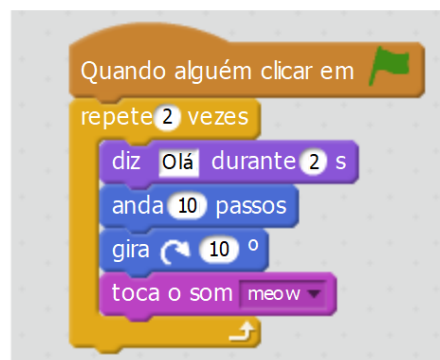 Quando alguém clicar em
repete 2 vezes
diz Olá durante 2 s
anda 10 passos
gira 10 º
toca o som meow